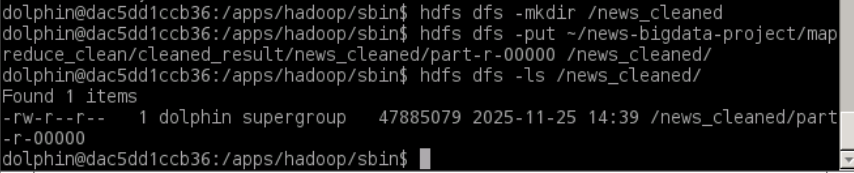 dolphin@dac5dd1ccb36:/apps/hadoop/sbin$ hdfs dfs -mkdir /news_cleaned
dolphin@dac5dd1ccb36:/apps/hadoop/sbin$ hdfs dfs -put ~/news-bigdata-project/map
reduce_clean/cleaned_result/news_cleaned/part-r-00000 /news_cleaned/
dolphin@dac5dd1ccb36:/apps/hadoop/sbin$ hdfs dfs -ls /news_cleaned/
Found 1 items
-rw-r--r--   1 dolphin supergroup   47885079 2025-11-25 14:39 /news_cleaned/part
-r-00000
dolphin@dac5dd1ccb36:/apps/hadoop/sbin$